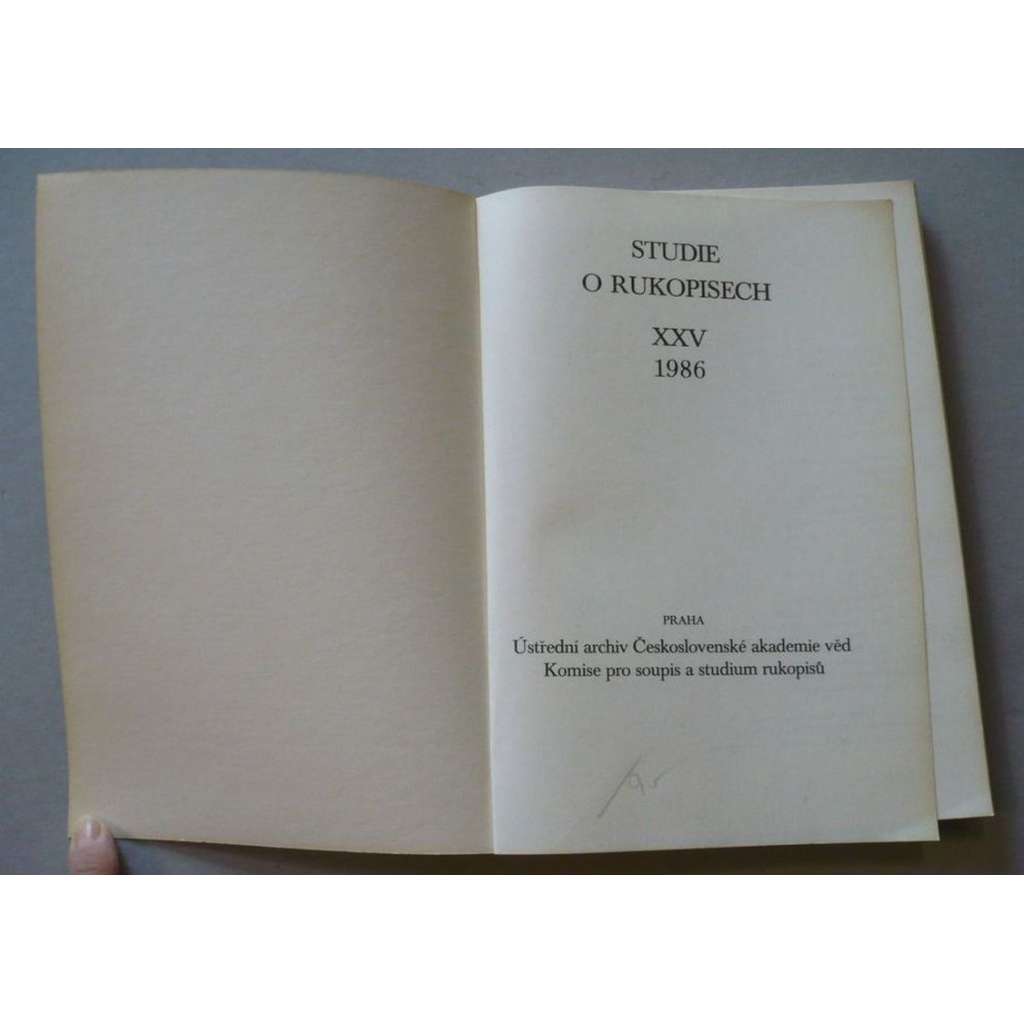 STUDIE
O RUKOPISECH
XXV
1986
PRAHA
Ústřední archiv Československé akademie věd
Komise pro soupis a studium rukopisů